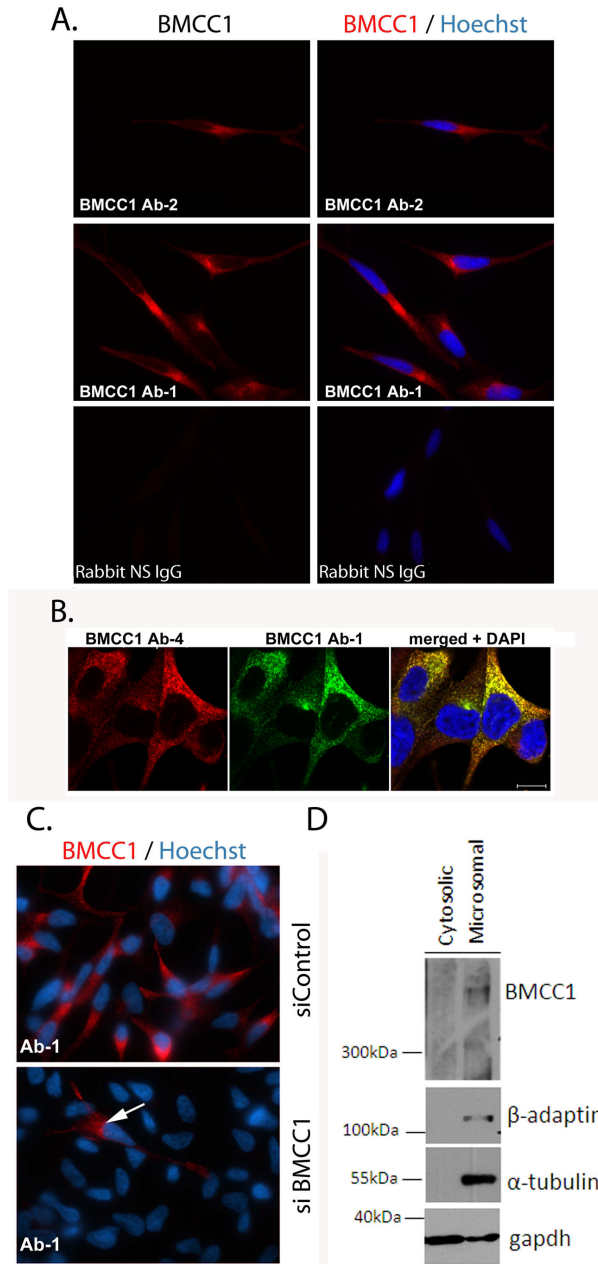 A.
BMCC1
BMCC1 / Hoechst
BMCC1 Ab-2
BMCC1 Ab-2
BMCC1 Ab-1
BMCC1 Ab-1
Rabbit NS IgG
Rabbit NS IgG
B.
BMCC1 Ab-4
BMCC1 Ab-1
merged + DAPI
C.
BMCC1 / Hoechst
siControl
Ab-1
si BMCC1
Ab-1
D
Cytosolic
Microsomal
BMCC1
300kDa
β-adaptin
100kDa
55kDa
α-tubulin
40kDa
gapdh